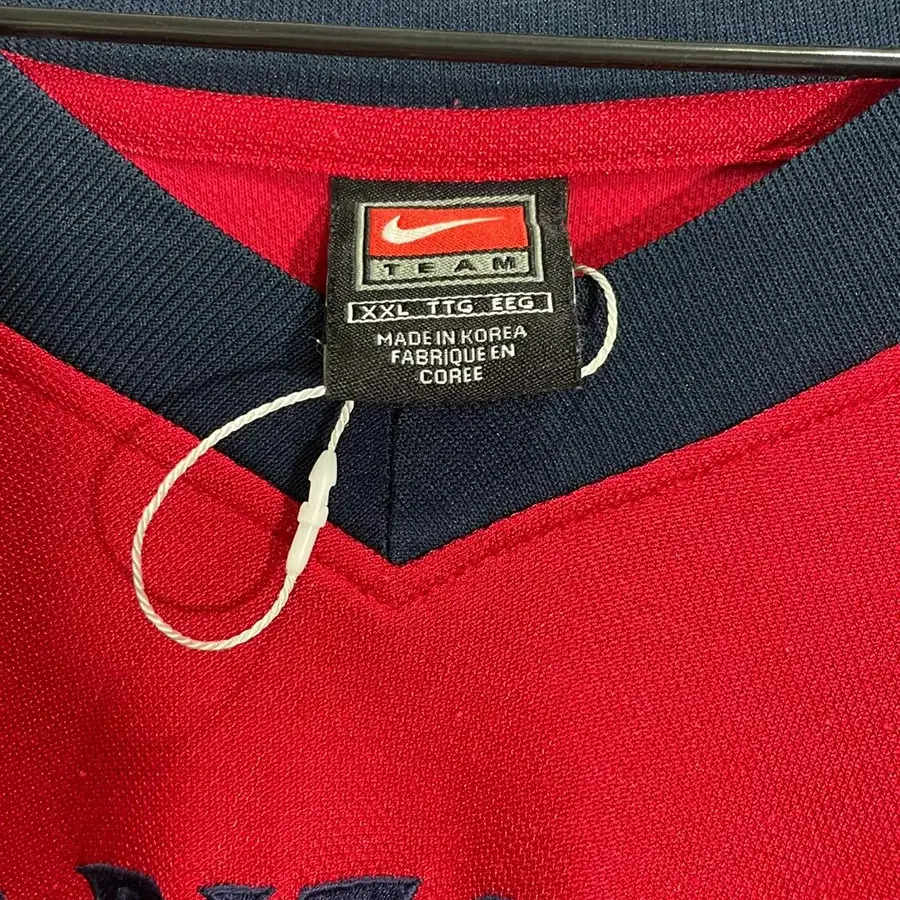 TEAM
XXL TTG EEG
MADE IN KOREA
FABRIQUE EN
COREE